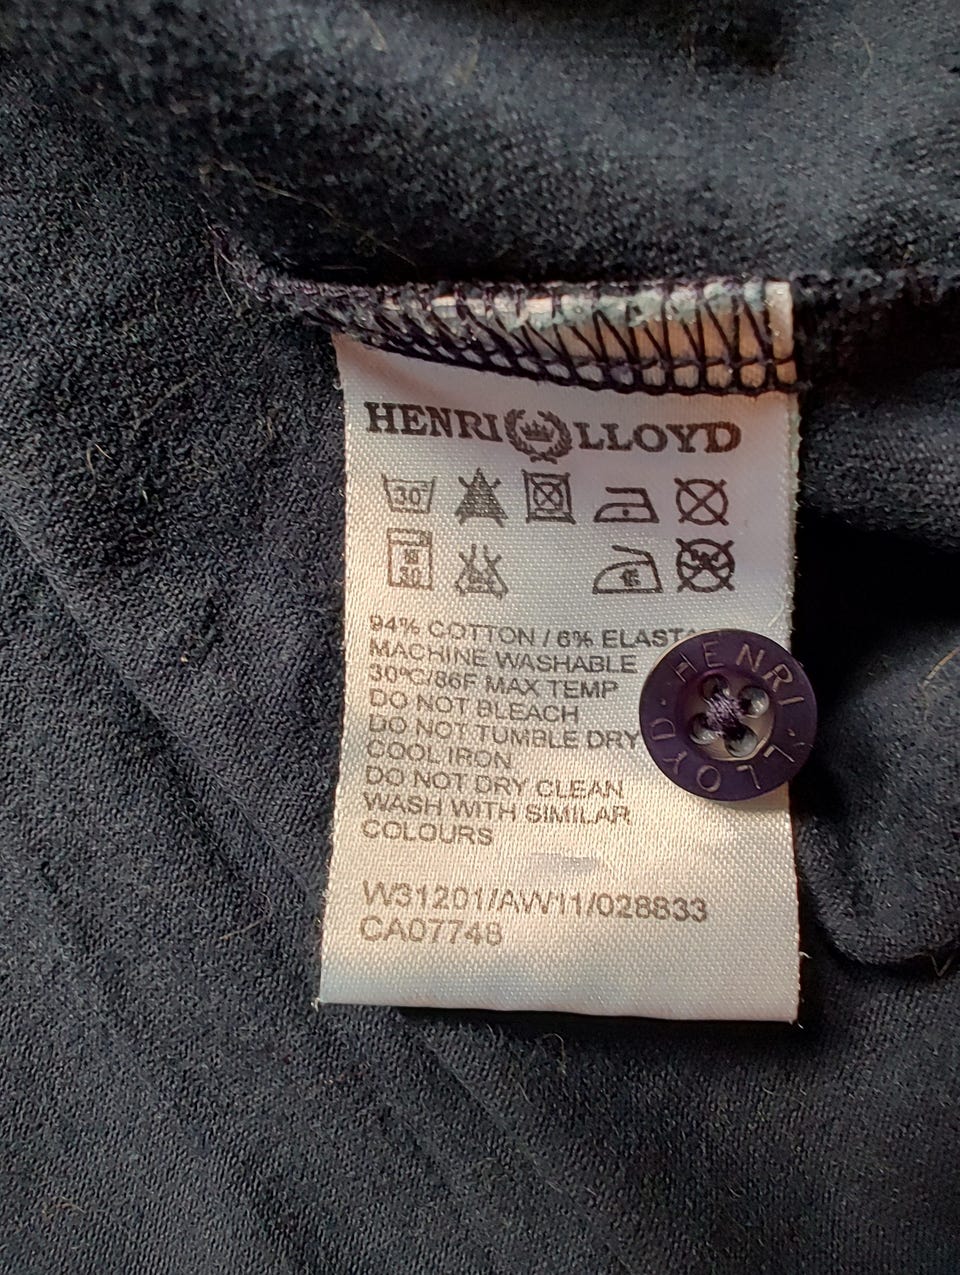 HENRI LLOYD
30°
94% COTTON / 6% ELAST
MACHINE WASHABLE
30°C/86F MAX TEMP
DO NOT BLEACH
DO NOT TUMBLE DRY
COOL IRON
DO NOT DRY CLEAN
WASH WITH SIMILAR
COLOURS
W31201/AW11/028833
CA07748
HENRI · LLOYD ·